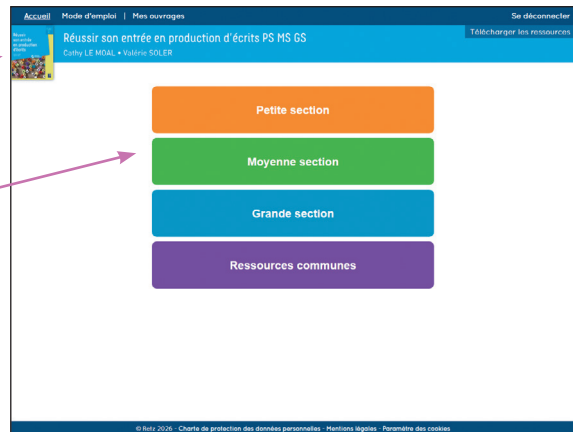 Accueil Mode d'emploi | Mes ouvrages Se déconnecter
Télécharger les ressources
Réussir son entrée en production d'écrits PS MS GS
Cathy LE MOAL • Valérie SOLER
Petite section
Moyenne section
Grande section
Ressources communes
© Retz 2026 - Charte de protection des données personnelles - Mentions légales - Paramètre des cookies